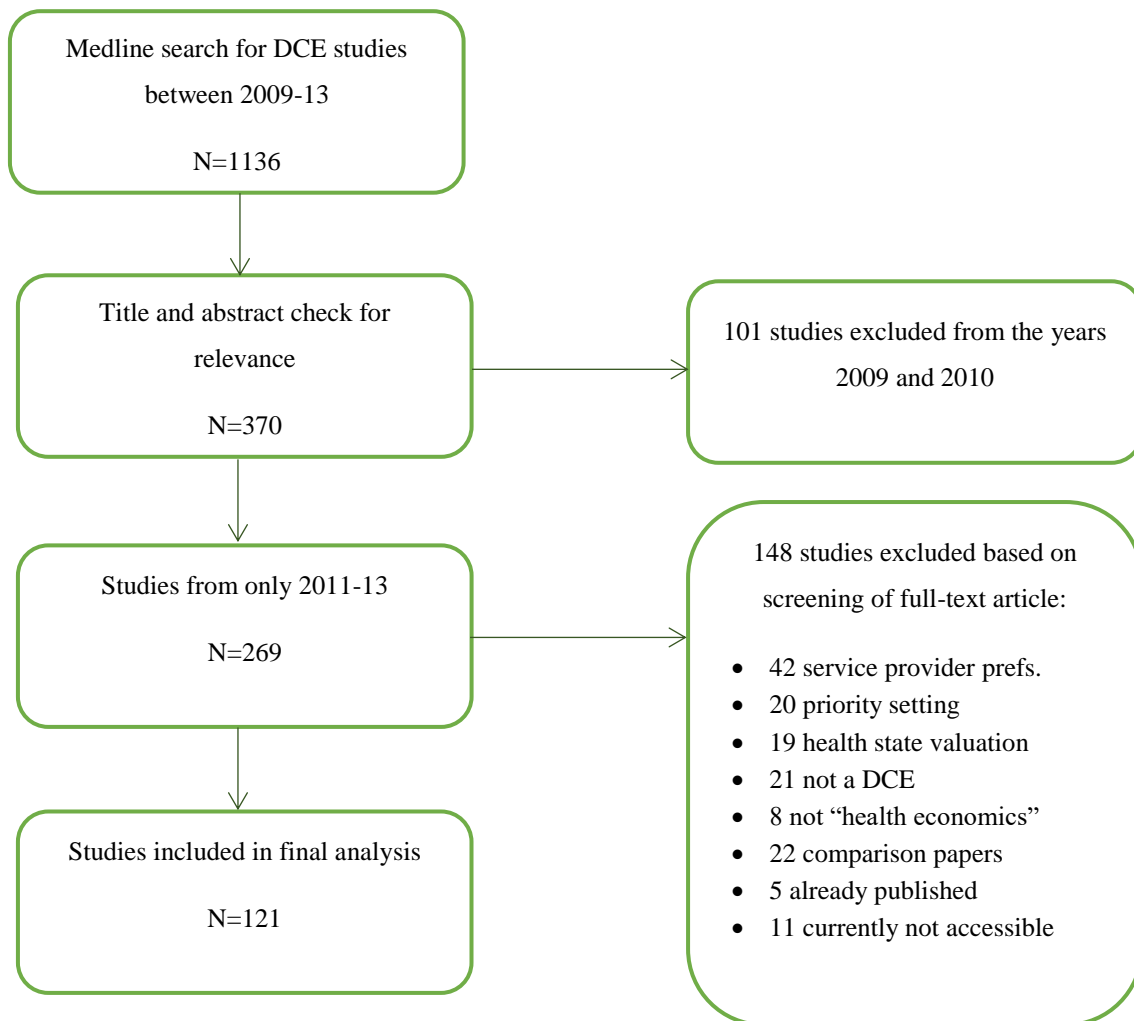 Medline search for DCE studies
between 2009-13
N=1136
Title and abstract check for
relevance
N=370
101 studies excluded from the years
2009 and 2010
Studies from only 2011-13
N=269
148 studies excluded based on
screening of full-text article:
• 42 service provider prefs.
• 20 priority setting
• 19 health state valuation
• 21 not a DCE
• 8 not “health economics”
• 22 comparison papers
• 5 already published
• 11 currently not accessible
Studies included in final analysis
N=121